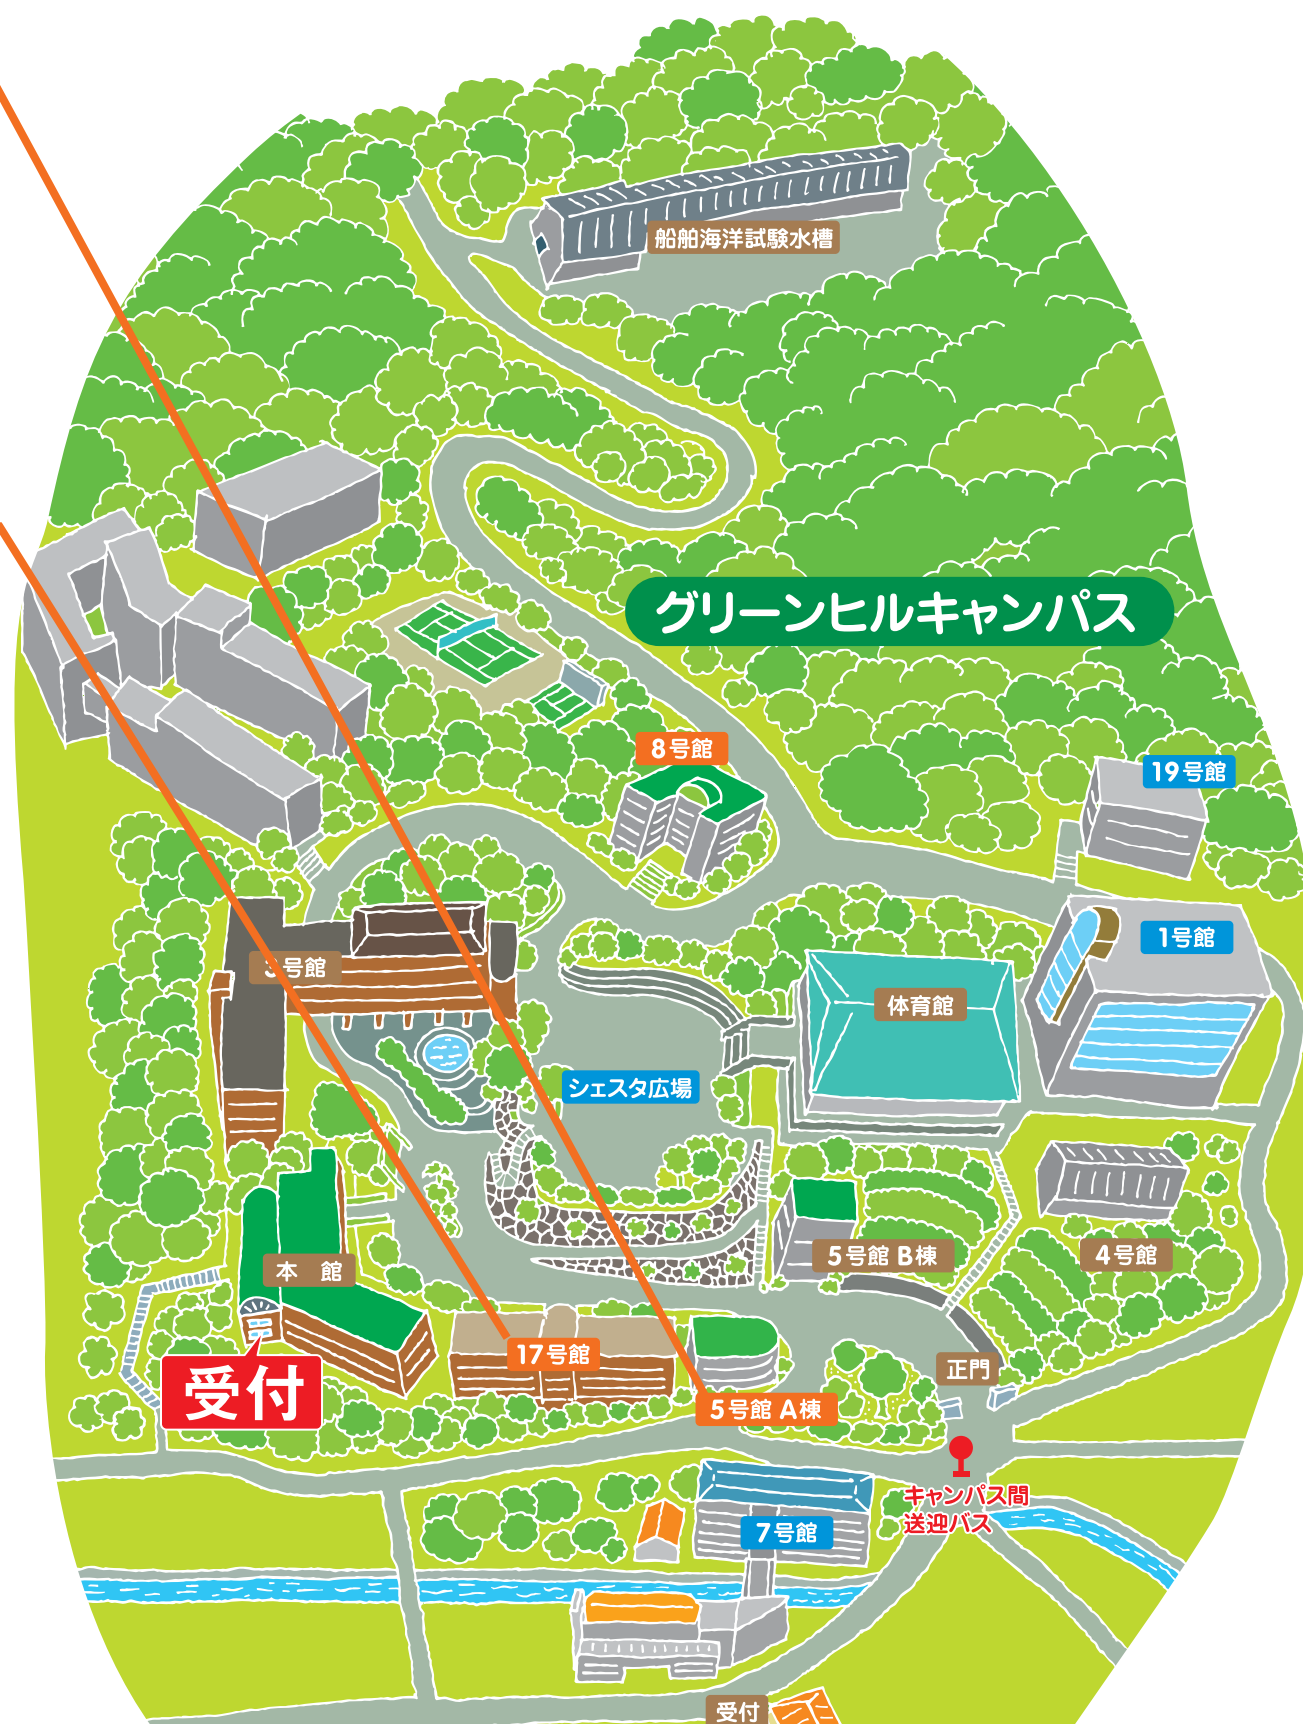 船舶海洋試験水槽
グリーンヒルキャンパス
8号館
19号館
1号館
3号館
体育館
シェスタ広場
5号館 B棟
4号館
本　館
17号館
正門
受付
5号館 A棟
キャンパス間
送迎バス
7号館
受付